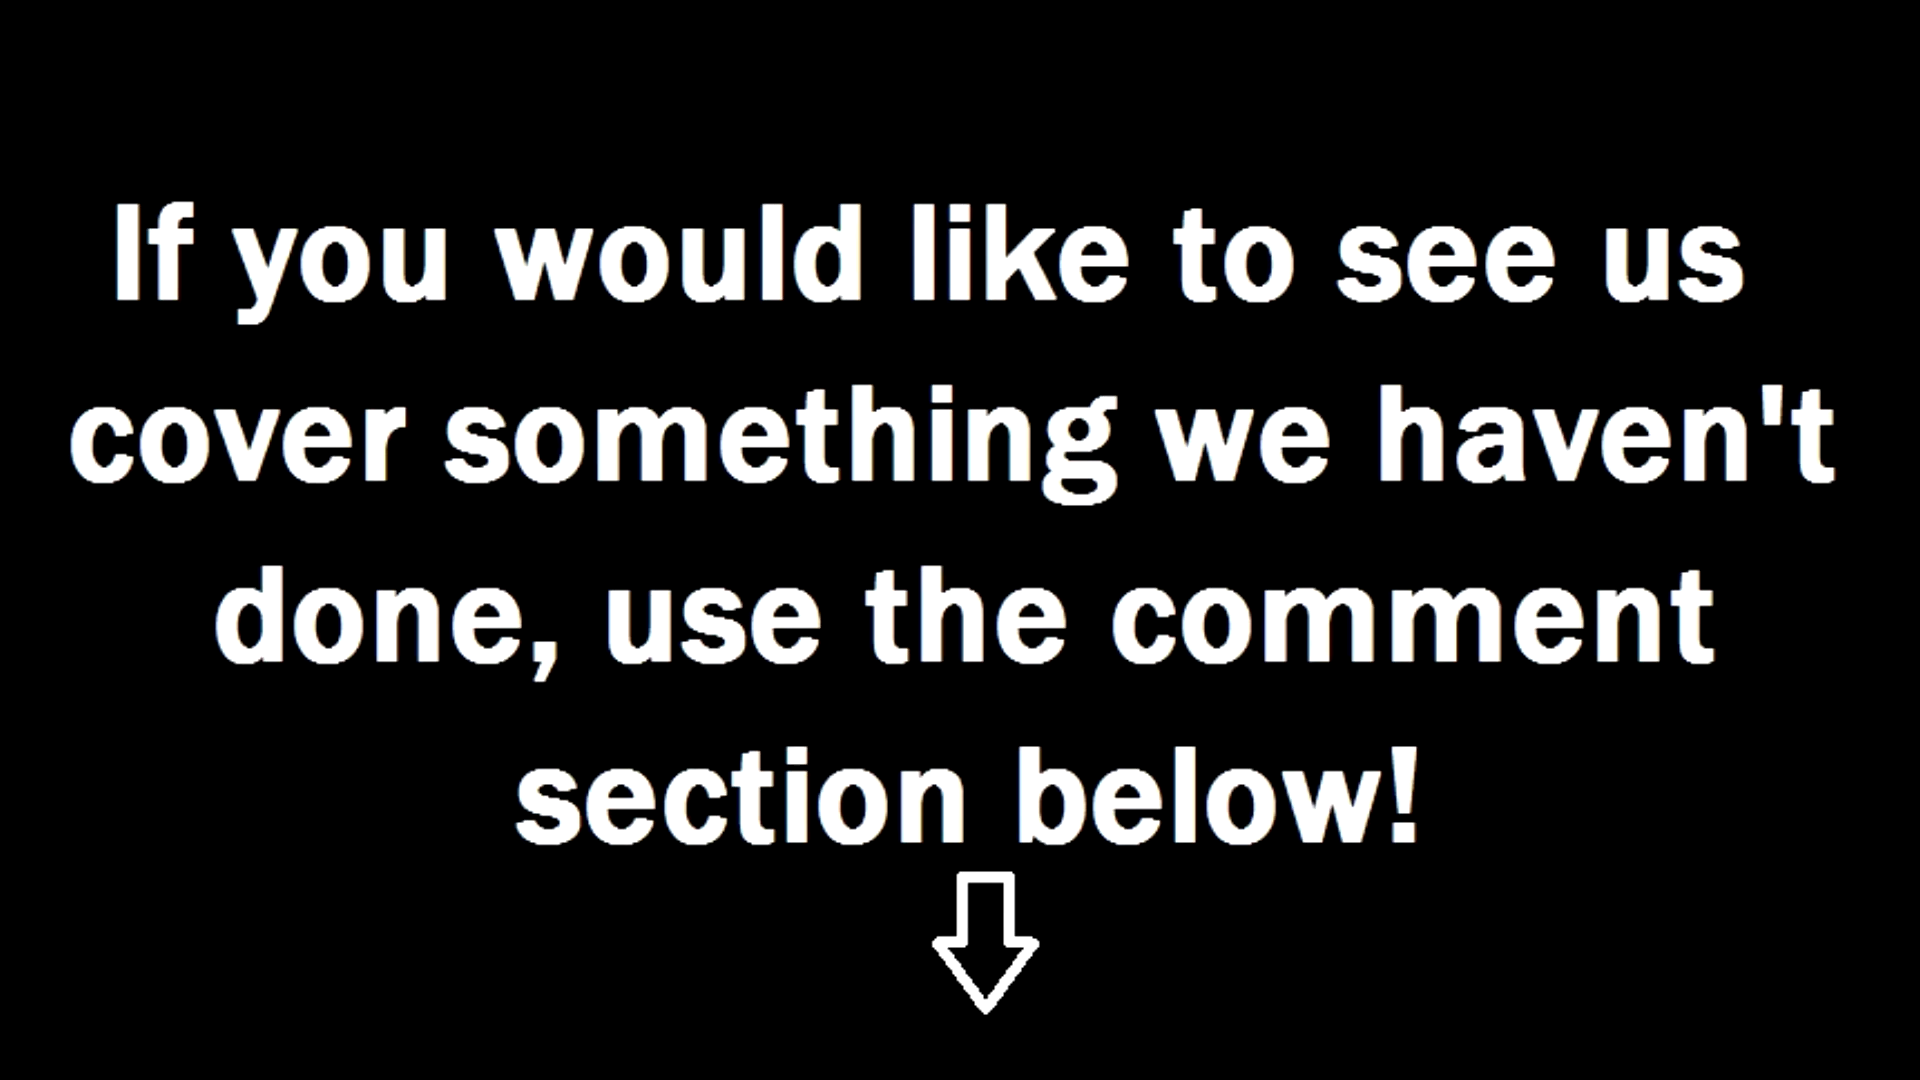 If you would like to see us
cover something we haven't
done, use the comment
section below!